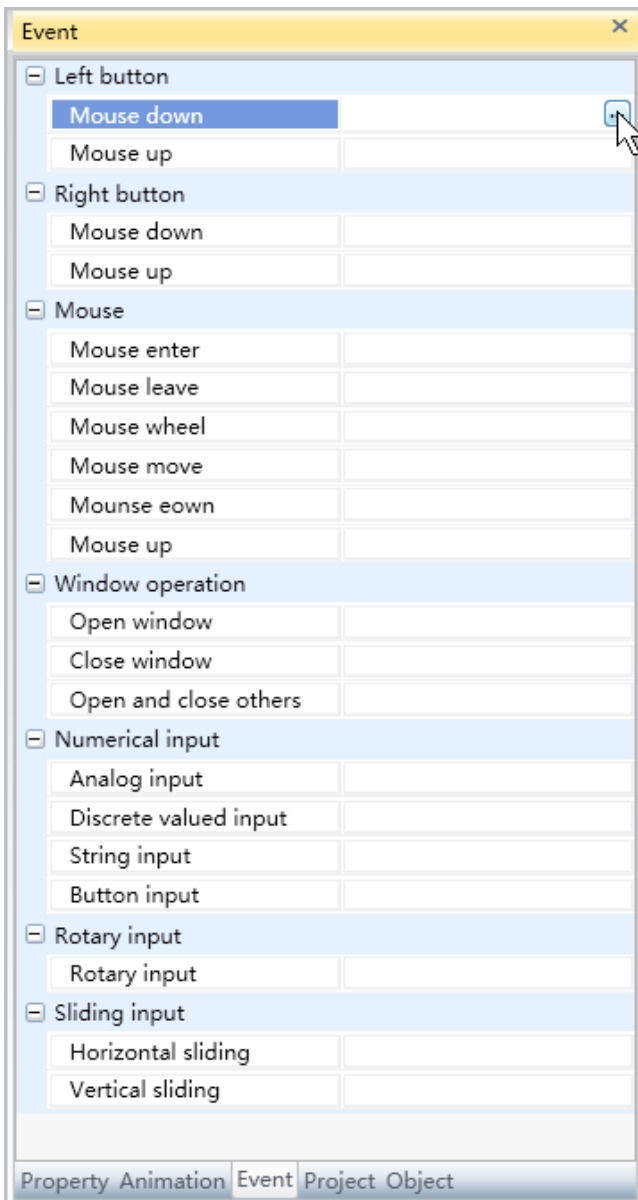 Event
Left button
Mouse down
Mouse up
Right button
Mouse down
Mouse up
Mouse
Mouse enter
Mouse leave
Mouse wheel
Mouse move
Mounse eown
Mouse up
Window operation
Open window
Close window
Open and close others
Numerical input
Analog input
Discrete valued input
String input
Button input
Rotary input
Rotary input
Sliding input
Horizontal sliding
Vertical sliding
Property Animation Event Project Object